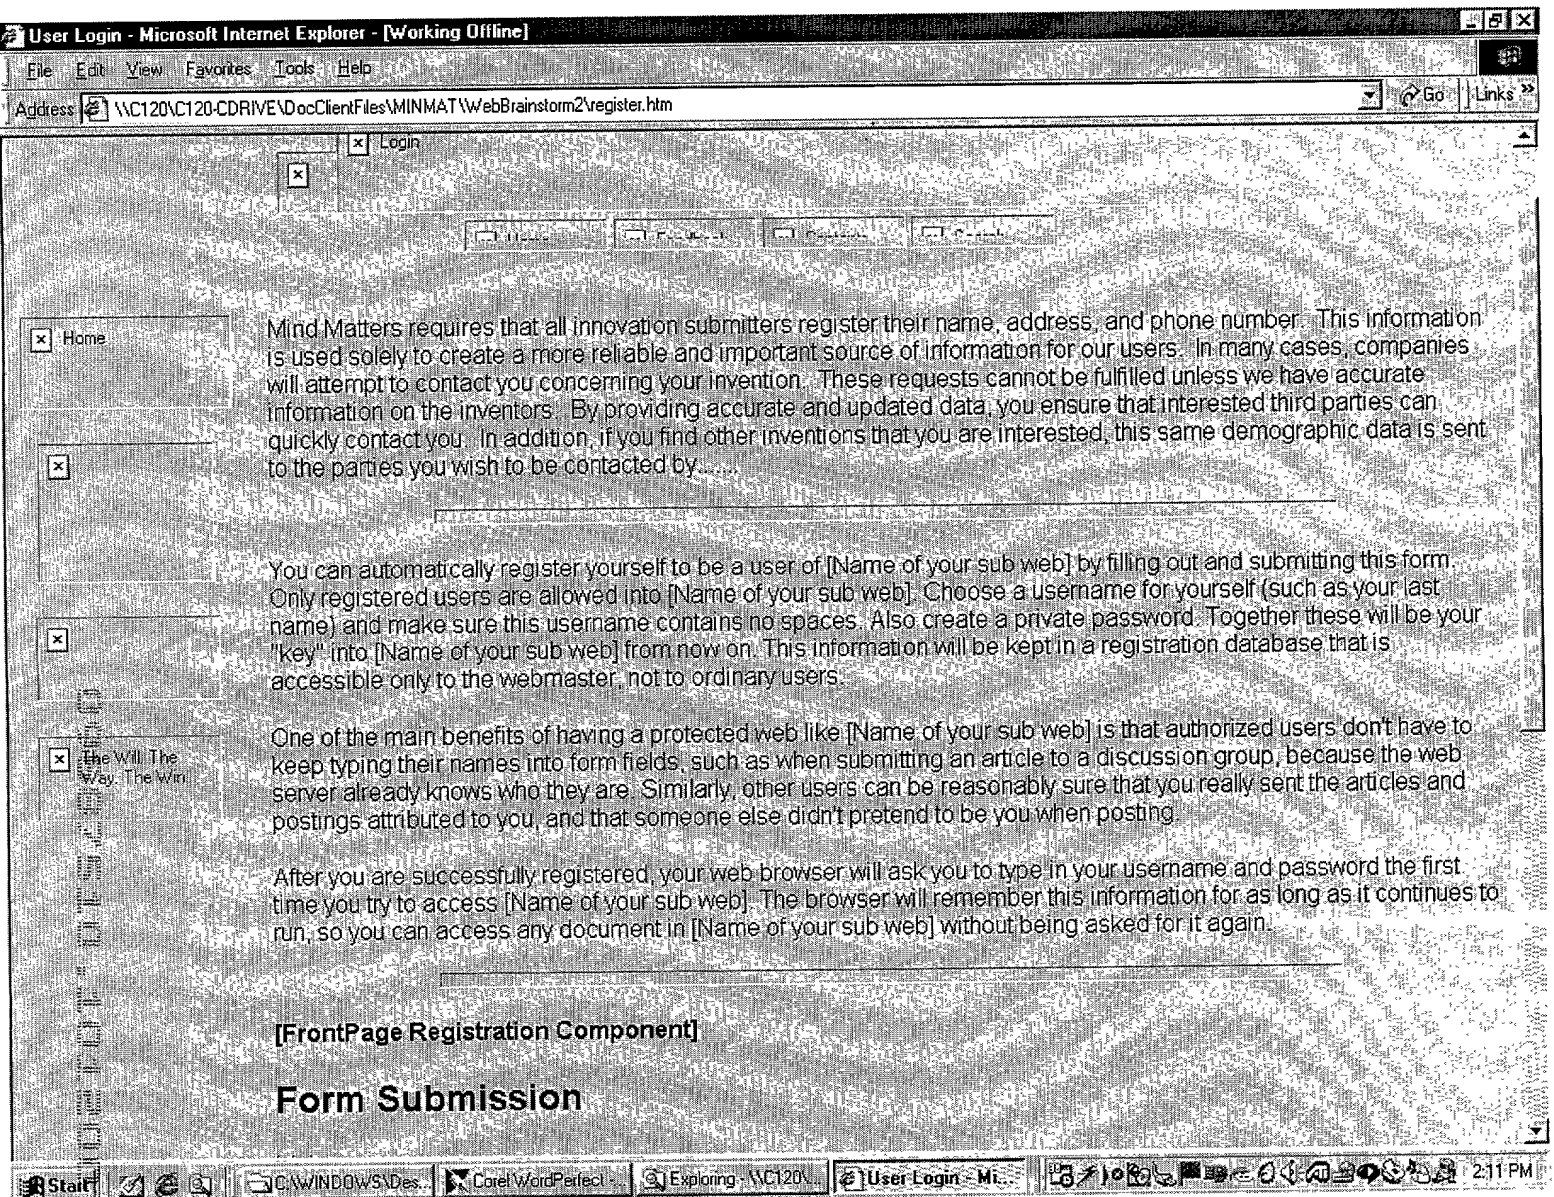 User Login - Microsoft Internet Explorer - [Working Offline]
File Edit View Favorites Tools Help
Address \\C120\C120-CDRIVE\DocClientFiles\MINMAT\WebBrainstorm2\register.htm Go Links »
Login
Home
Mind Matters requires that all innovation submitters register their name, address, and phone number. This information
is used solely to create a more reliable and important source of information for our users. In many cases, companies
will attempt to contact you concerning your invention. These requests cannot be fulfilled unless we have accurate
information on the inventors. By providing accurate and updated data, you ensure that interested third parties can
quickly contact you. In addition, if you find other inventions that you are interested, this same demographic data is sent
to the parties you wish to be contacted by.......
You can automatically register yourself to be a user of [Name of your sub web] by filling out and submitting this form.
Only registered users are allowed into [Name of your sub web]. Choose a username for yourself (such as your last
name) and make sure this username contains no spaces. Also create a private password. Together these will be your
"key" into [Name of your sub web] from now on. This information will be kept in a registration database that is
accessible only to the webmaster, not to ordinary users.
The Will. The
Way. The Win.
One of the main benefits of having a protected web like [Name of your sub web] is that authorized users don't have to
keep typing their names into form fields, such as when submitting an article to a discussion group, because the web
server already knows who they are. Similarly, other users can be reasonably sure that you really sent the articles and
postings attributed to you, and that someone else didn't pretend to be you when posting.
After you are successfully registered, your web browser will ask you to type in your username and password the first
time you try to access [Name of your sub web]. The browser will remember this information for as long as it continues to
run, so you can access any document in [Name of your sub web] without being asked for it again.
[FrontPage Registration Component]
Form Submission
Start C:\WINDOWS\Des... Corel WordPerfect -... Exploring - \\C120\... User Login - Mi... 2:11 PM